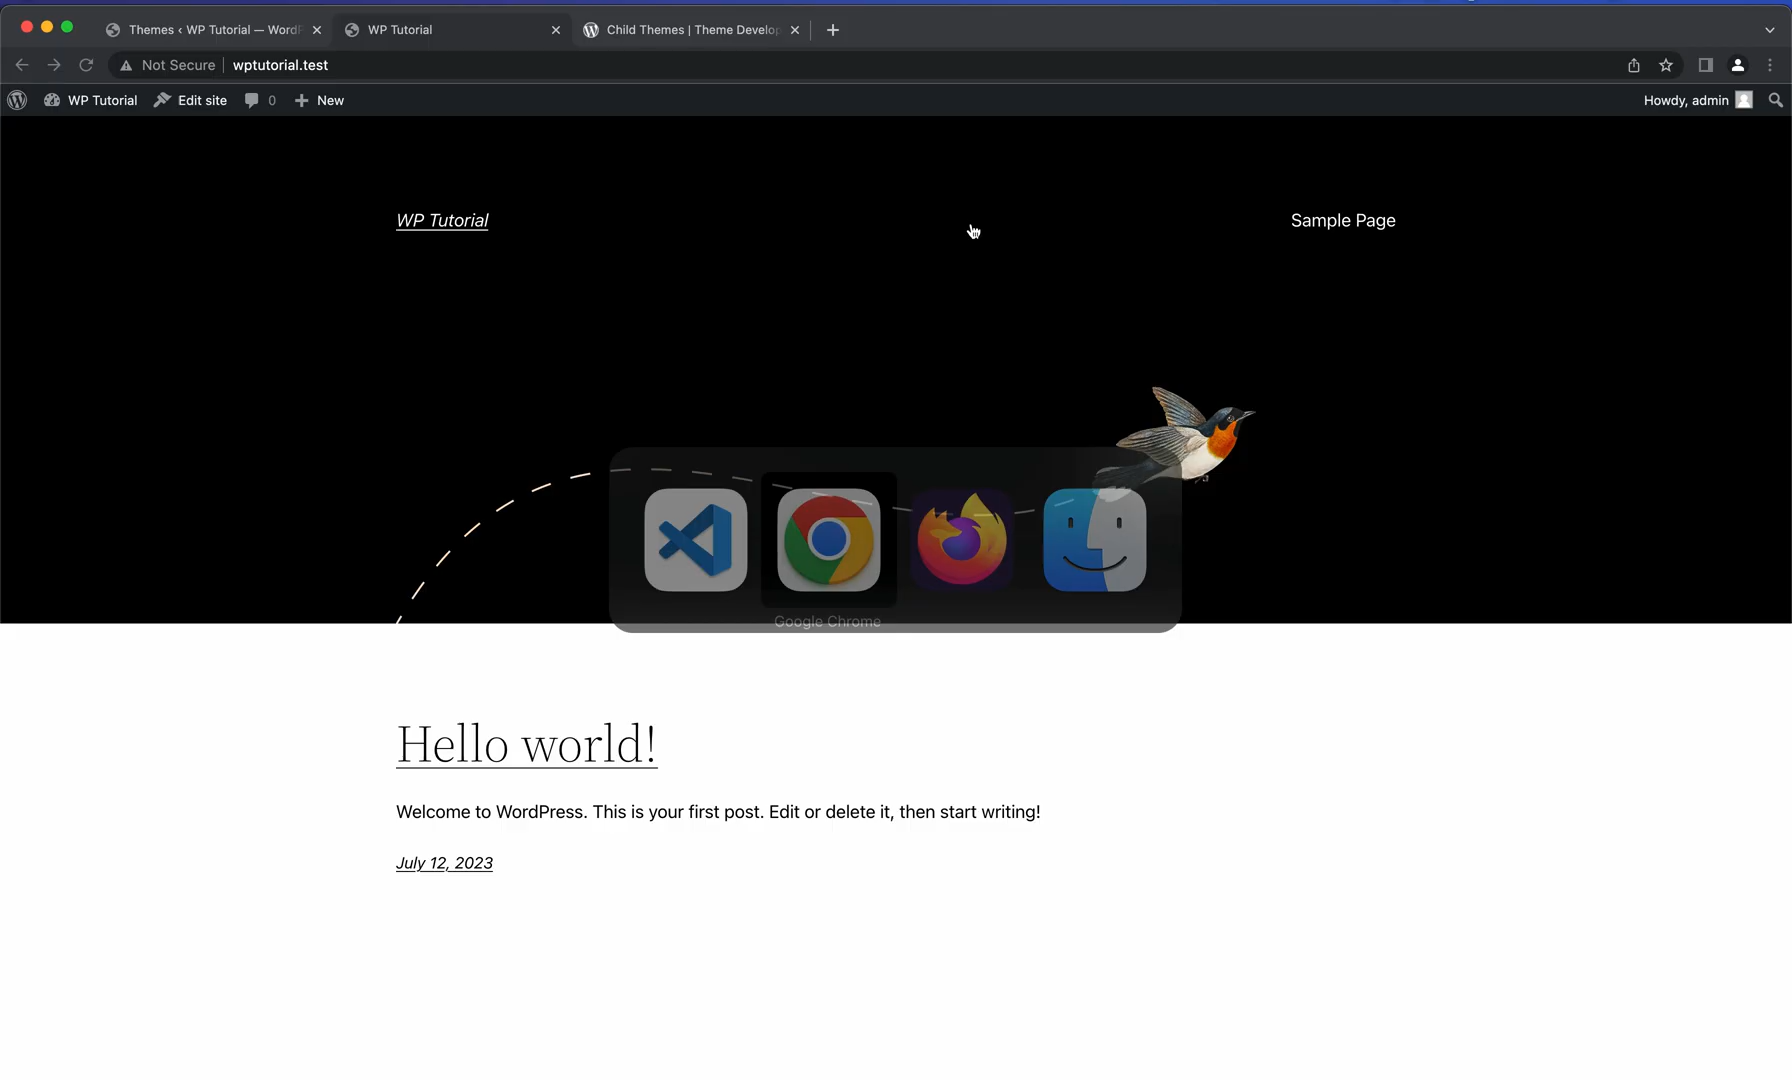 Themes ‹ WP Tutorial — WordP
WP Tutorial
Child Themes | Theme Develop
Not Secure
wptutorial.test
WP Tutorial
Edit site
0
New
Howdy, admin
WP Tutorial
Sample Page
Google Chrome
Hello world!
Welcome to WordPress. This is your first post. Edit or delete it, then start writing!
July 12, 2023